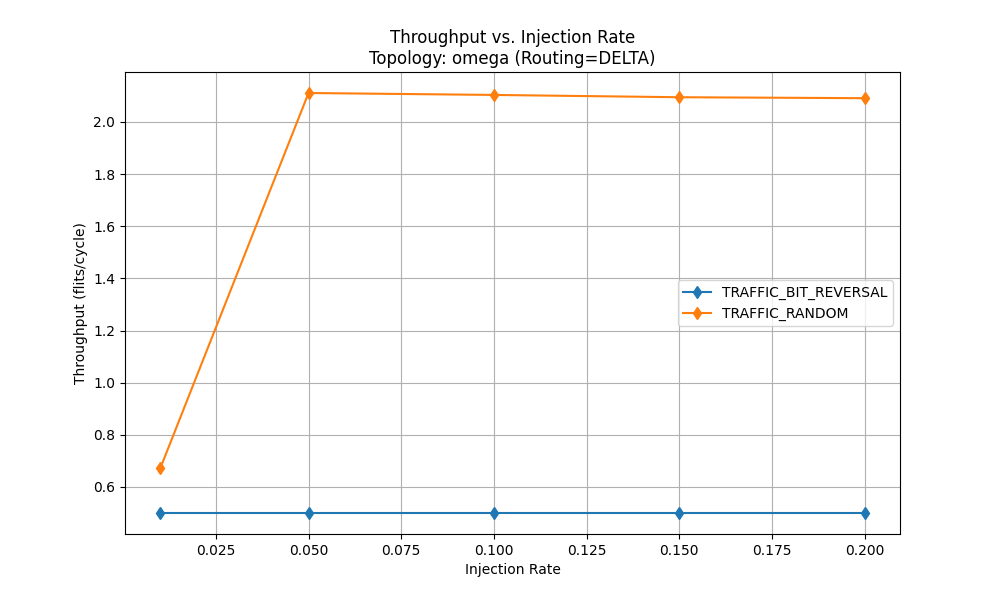 Throughput vs. Injection Rate
Topology: omega (Routing=DELTA)
Throughput (flits/cycle)
2.0
1.8
1.6
1.4
1.2
1.0
0.8
0.6
TRAFFIC_BIT_REVERSAL
TRAFFIC_RANDOM
0.025 0.050 0.075 0.100 0.125 0.150 0.175 0.200
Injection Rate